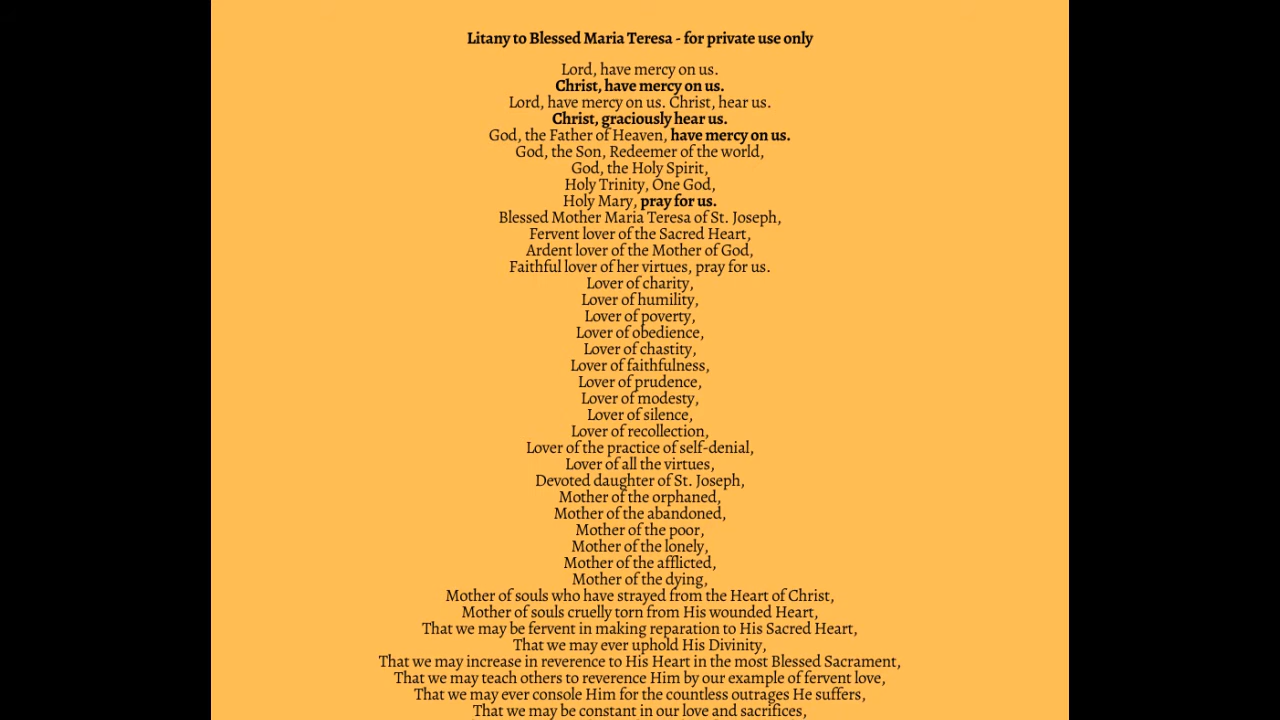 Litany to Blessed Maria Teresa - for private use only
Lord, have mercy on us.
Christ, have mercy on us.
Lord, have mercy on us. Christ, hear us.
Christ, graciously hear us.
God, the Father of Heaven, have mercy on us.
God, the Son, Redeemer of the world,
God, the Holy Spirit,
Holy Trinity, One God,
Holy Mary, pray for us.
Blessed Mother Maria Teresa of St. Joseph,
Fervent lover of the Sacred Heart,
Ardent lover of the Mother of God,
Faithful lover of her virtues, pray for us.
Lover of charity,
Lover of humility,
Lover of poverty,
Lover of obedience,
Lover of chastity,
Lover of faithfulness,
Lover of prudence,
Lover of modesty,
Lover of silence,
Lover of recollection,
Lover of the practice of self-denial,
Lover of all the virtues,
Devoted daughter of St. Joseph,
Mother of the orphaned,
Mother of the abandoned,
Mother of the poor,
Mother of the lonely,
Mother of the afflicted,
Mother of the dying,
Mother of souls who have strayed from the Heart of Christ,
Mother of souls cruelly torn from His wounded Heart,
That we may be fervent in making reparation to His Sacred Heart,
That we may ever uphold His Divinity,
That we may increase in reverence to His Heart in the most Blessed Sacrament,
That we may teach others to reverence Him by our example of fervent love,
That we may ever console Him for the countless outrages He suffers,
That we may be constant in our love and sacrifices,